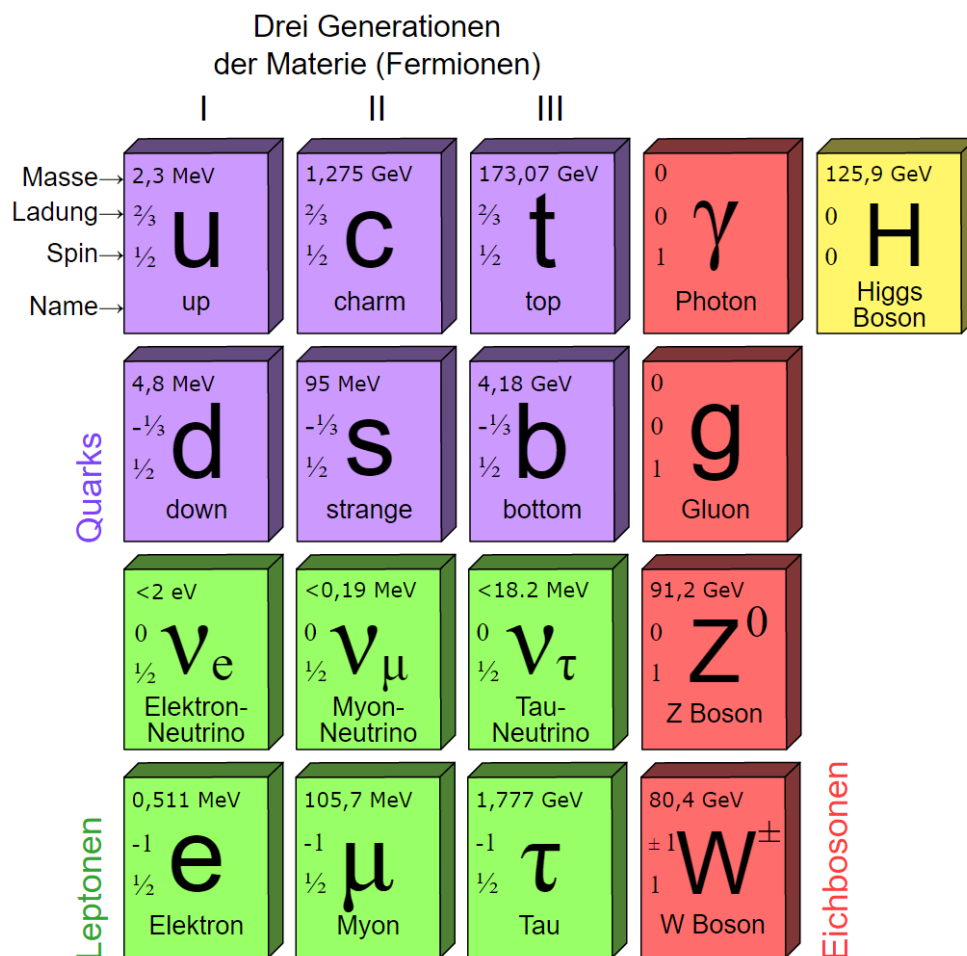 Drei Generationen
der Materie (Fermionen)
I II III
Masse→
Ladung→
Spin→
Name→
2,3 MeV
⅔
½
u
up
1,275 GeV
⅔
½
c
charm
173,07 GeV
⅔
½
t
top
0
0
1
γ
Photon
125,9 GeV
0
0
H
Higgs
Boson
Quarks
4,8 MeV
-⅓
½
d
down
95 MeV
-⅓
½
s
strange
4,18 GeV
-⅓
½
b
bottom
0
0
1
g
Gluon
<2 eV
0
½
νe
Elektron-
Neutrino
<0,19 MeV
0
½
νμ
Myon-
Neutrino
<18.2 MeV
0
½
ντ
Tau-
Neutrino
91,2 GeV
0
1
Z⁰
Z Boson
Leptonen
0,511 MeV
-1
½
e
Elektron
105,7 MeV
-1
½
μ
Myon
1,777 GeV
-1
½
τ
Tau
80,4 GeV
±1
1
W±
W Boson
Eichbosonen